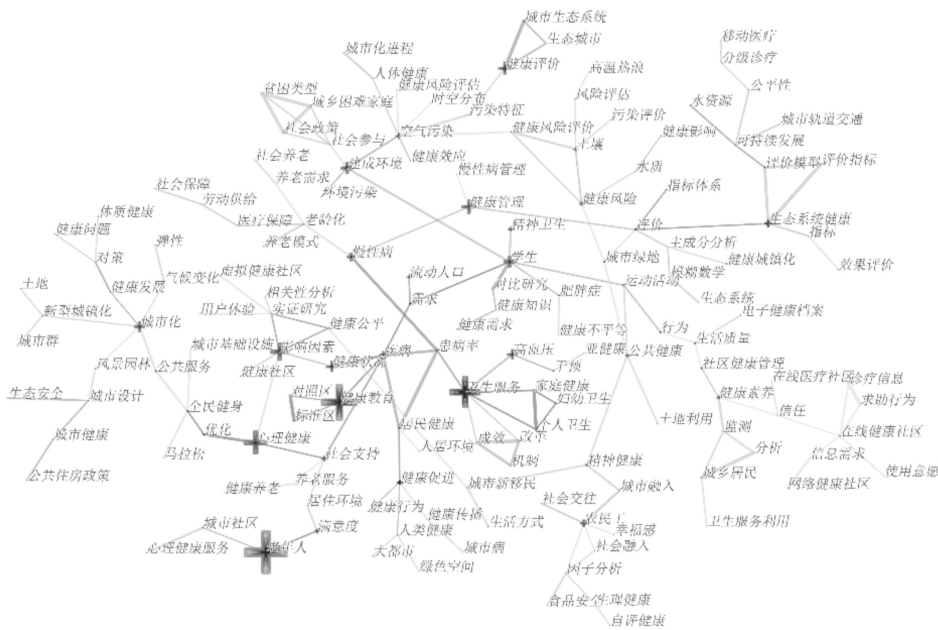 城市生态系统
生态城市
移动医疗
城市化进程
分级诊疗
健康评价
高温热浪
人体健康
公平性
健康风险评估
贫困类型
时空分布
风险评估
水资源
城乡困难家庭
污染特征
污染评价
城市轨道交通
社会政策
空气污染
健康风险评价
健康影响
社会参与
土壤
可持续发展
社会养老
健康效应
建成环境
慢性病管理
水质
评价模型
评价指标
养老需求
社会保障
环境污染
指标体系
劳动供给
健康管理
健康风险
体质健康
医疗保障
老龄化
精神卫生
评价
生态系统健康
健康问题
养老模式
指标
弹性
慢性病
主成分分析
对策
学生
城市绿地
健康城镇化
效果评价
气候变化
虚拟健康社区
流动人口
模糊数学
土地
健康发展
对比研究
肥胖症
运动活动
相关性分析
需求
生态系统
新型城镇化
用户体验
实证研究
健康知识
电子健康档案
城市化
健康公平
健康需求
健康不平等
行为
城市群
生活质量
城市基础设施
影响因素
疾病
患病率
高血压
亚健康
公共健康
风景园林
公共服务
健康状况
干预
社区健康管理
健康社区
在线医疗社区
诊疗信息
生态安全
城市设计
对照区
健康教育
卫生服务
家庭健康
健康素养
妇幼卫生
求助行为
全民健身
标准区
信任
居民健康
个人卫生
土地利用
优化
监测
在线健康社区
城市健康
心理健康
人居环境
成效
改革
马拉松
社会支持
分析
信息需求
机制
精神健康
公共住房政策
城乡居民
使用意愿
健康养老
养老服务
健康促进
城市新移民
城市融入
网络健康社区
居住环境
社会交往
健康行为
健康传播
城市社区
满意度
生活方式
农民工
卫生服务利用
人类健康
幸福感
心理健康服务
老年人
大都市
城市病
社会融入
绿色空间
因子分析
食品安全
生理健康
自评健康